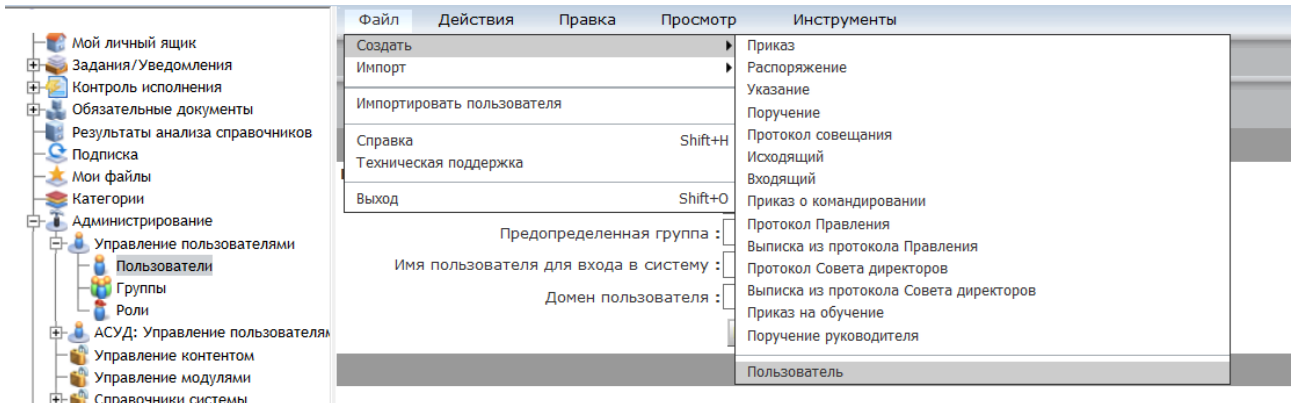 Мой личный ящик
Задания/Уведомления
Контроль исполнения
Обязательные документы
Результаты анализа справочников
Подписка
Мои файлы
Категории
Администрирование
Управление пользователями
Пользователи
Группы
Роли
АСУД: Управление пользователям
Управление контентом
Управление модулями
Справочники системы
Файл Действия Правка Просмотр Инструменты
Создать
Импорт
Импортировать пользователя
Справка Shift+H
Техническая поддержка
Выход Shift+O
Предопределенная группа :
Имя пользователя для входа в систему :
Домен пользователя :
Приказ
Распоряжение
Указание
Поручение
Протокол совещания
Исходящий
Входящий
Приказ о командировании
Протокол Правления
Выписка из протокола Правления
Протокол Совета директоров
Выписка из протокола Совета директоров
Приказ на обучение
Поручение руководителя
Пользователь